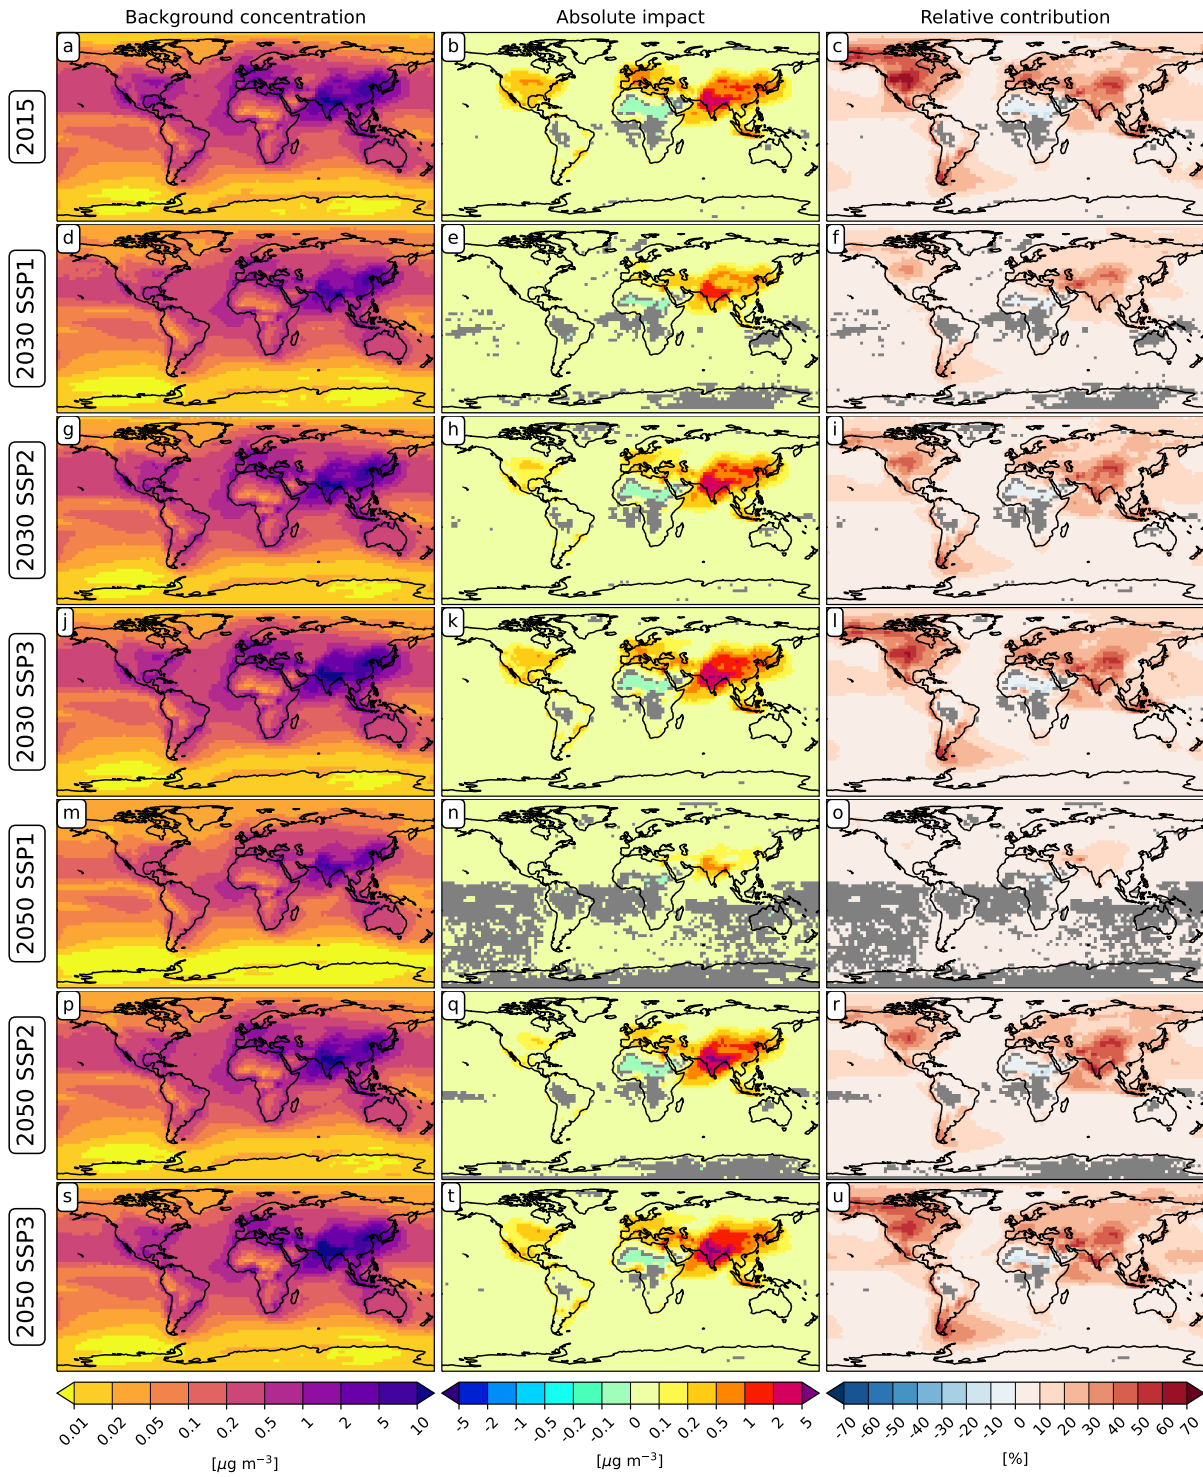 Background concentration
Absolute impact
Relative contribution
2015
a
b
c
2030 SSP1
d
e
f
2030 SSP2
g
h
i
2030 SSP3
j
k
l
2050 SSP1
m
n
o
2050 SSP2
p
q
r
2050 SSP3
s
t
u
0.01 0.02 0.05 0.1 0.2 0.5 1 2 5 10
[μg m⁻³]
-5 -2 -1 -0.5 -0.2 -0.1 0 0.1 0.2 0.5 1 2 5
[μg m⁻³]
-70 -60 -50 -40 -30 -20 -10 0 10 20 30 40 50 60 70
[%]